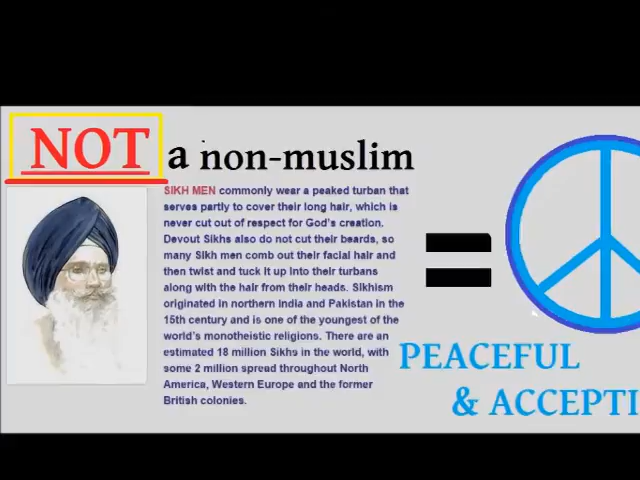 NOT a non-muslim
SIKH MEN commonly wear a peaked turban that
serves partly to cover their long hair, which is
never cut out of respect for God's creation.
Devout Sikhs also do not cut their beards, so
many Sikh men comb out their facial hair and
then twist and tuck it up into their turbans
along with the hair from their heads. Sikhism
originated in northern India and Pakistan in the
15th century and is one of the youngest of the
world's monotheistic religions. There are an
estimated 18 million Sikhs in the world, with
some 2 million spread throughout North
America, Western Europe and the former
British colonies.
=
PEACEFUL
& ACCEPTI